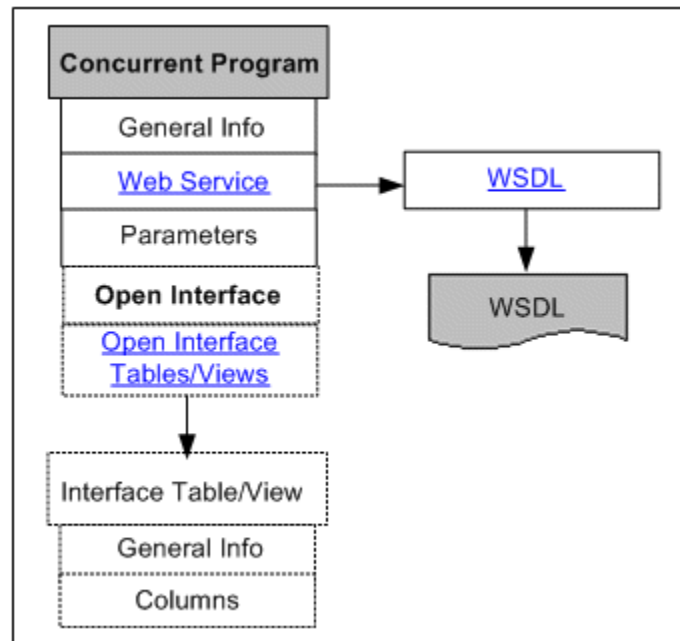 Concurrent Program
General Info
Web Service
Parameters
Open Interface
Open Interface
Tables/Views
WSDL
WSDL
Interface Table/View
General Info
Columns